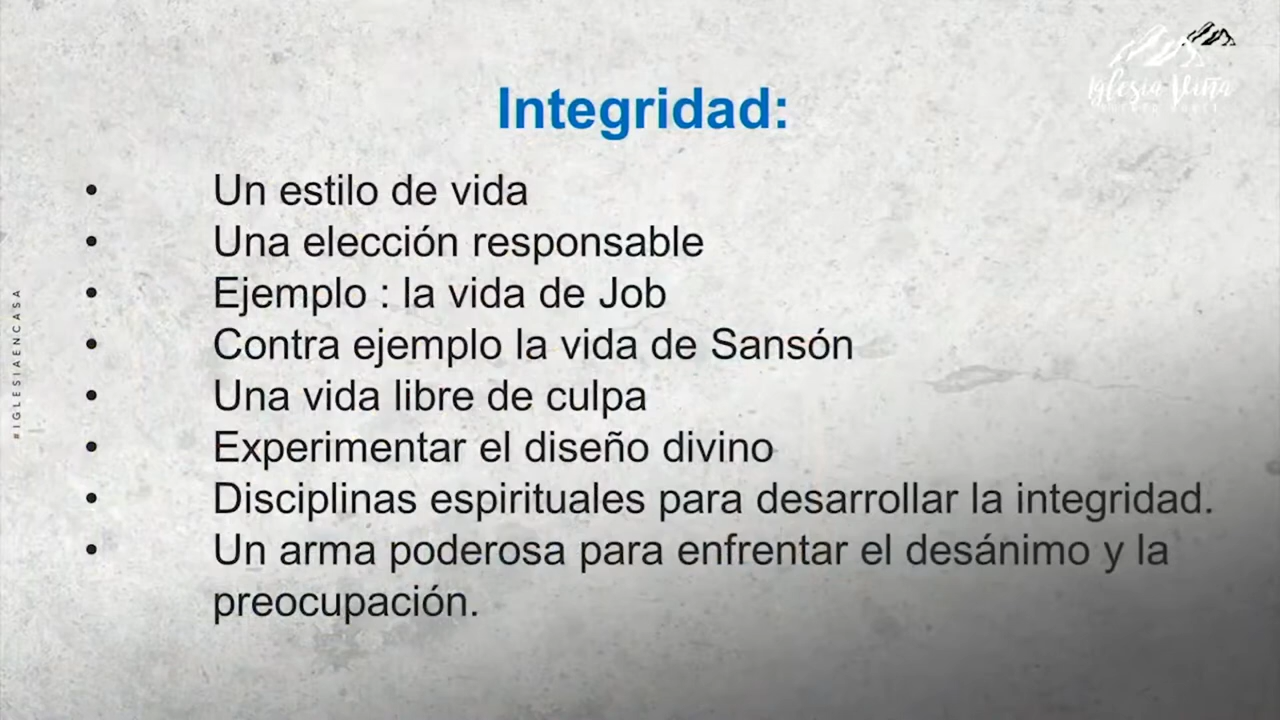 Iglesia Viña
Integridad:
• Un estilo de vida
• Una elección responsable
• Ejemplo : la vida de Job
• Contra ejemplo la vida de Sansón
• Una vida libre de culpa
• Experimentar el diseño divino
• Disciplinas espirituales para desarrollar la integridad.
• Un arma poderosa para enfrentar el desánimo y la
preocupación.
#IGLESIAENCASA